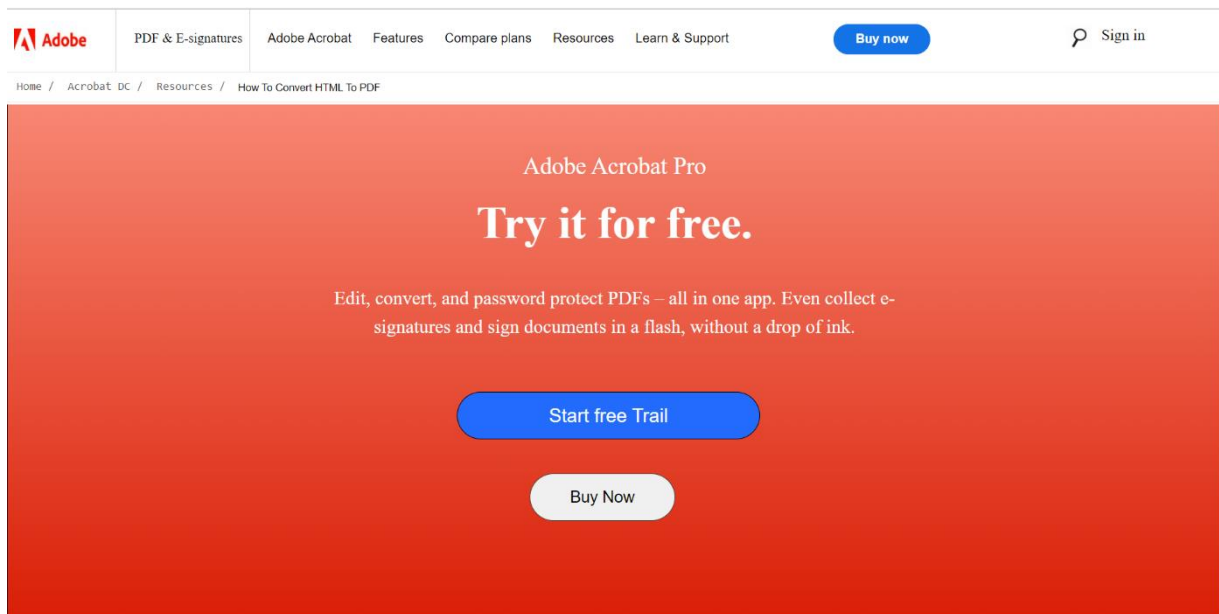 Adobe PDF & E-signatures Adobe Acrobat Features Compare plans Resources Learn & Support Buy now Sign in
Home / Acrobat DC / Resources / How To Convert HTML To PDF
Adobe Acrobat Pro
Try it for free.
Edit, convert, and password protect PDFs – all in one app. Even collect e-
signatures and sign documents in a flash, without a drop of ink.
Start free Trail
Buy Now